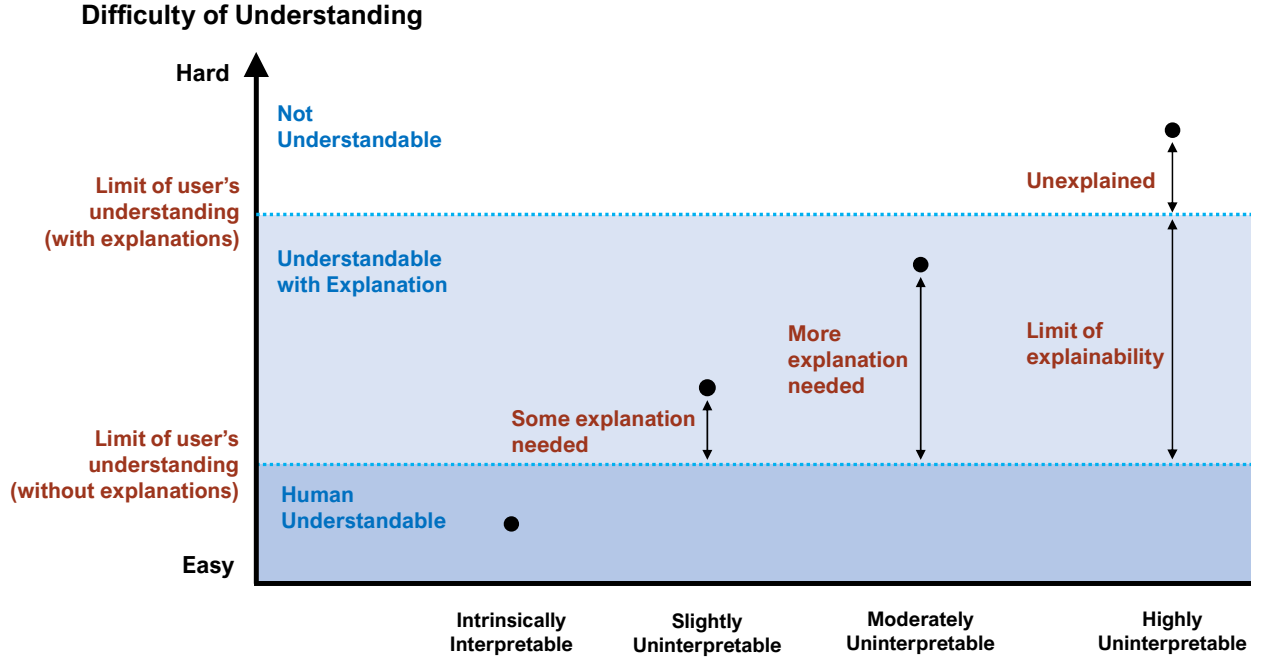 Difficulty of Understanding
Hard
Not
Understandable
Unexplained
Limit of user's
understanding
(with explanations)
Understandable
with Explanation
More
explanation
needed
Limit of
explainability
Some explanation
needed
Limit of user's
understanding
(without explanations)
Human
Understandable
Easy
Intrinsically
Interpretable
Slightly
Uninterpretable
Moderately
Uninterpretable
Highly
Uninterpretable